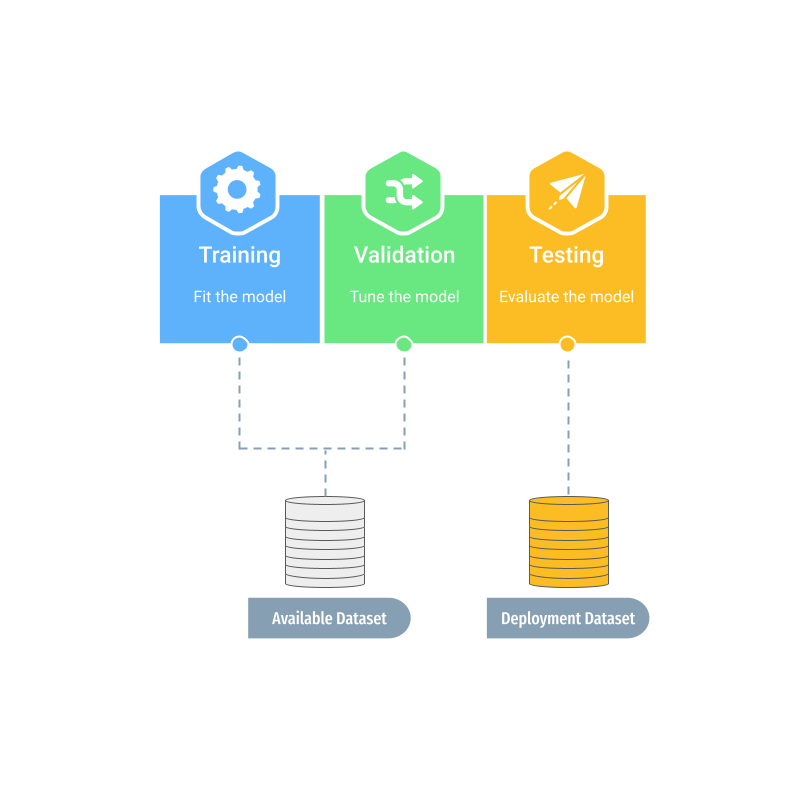 Training
Validation
Testing
Fit the model
Tune the model
Evaluate the model
Available Dataset
Deployment Dataset